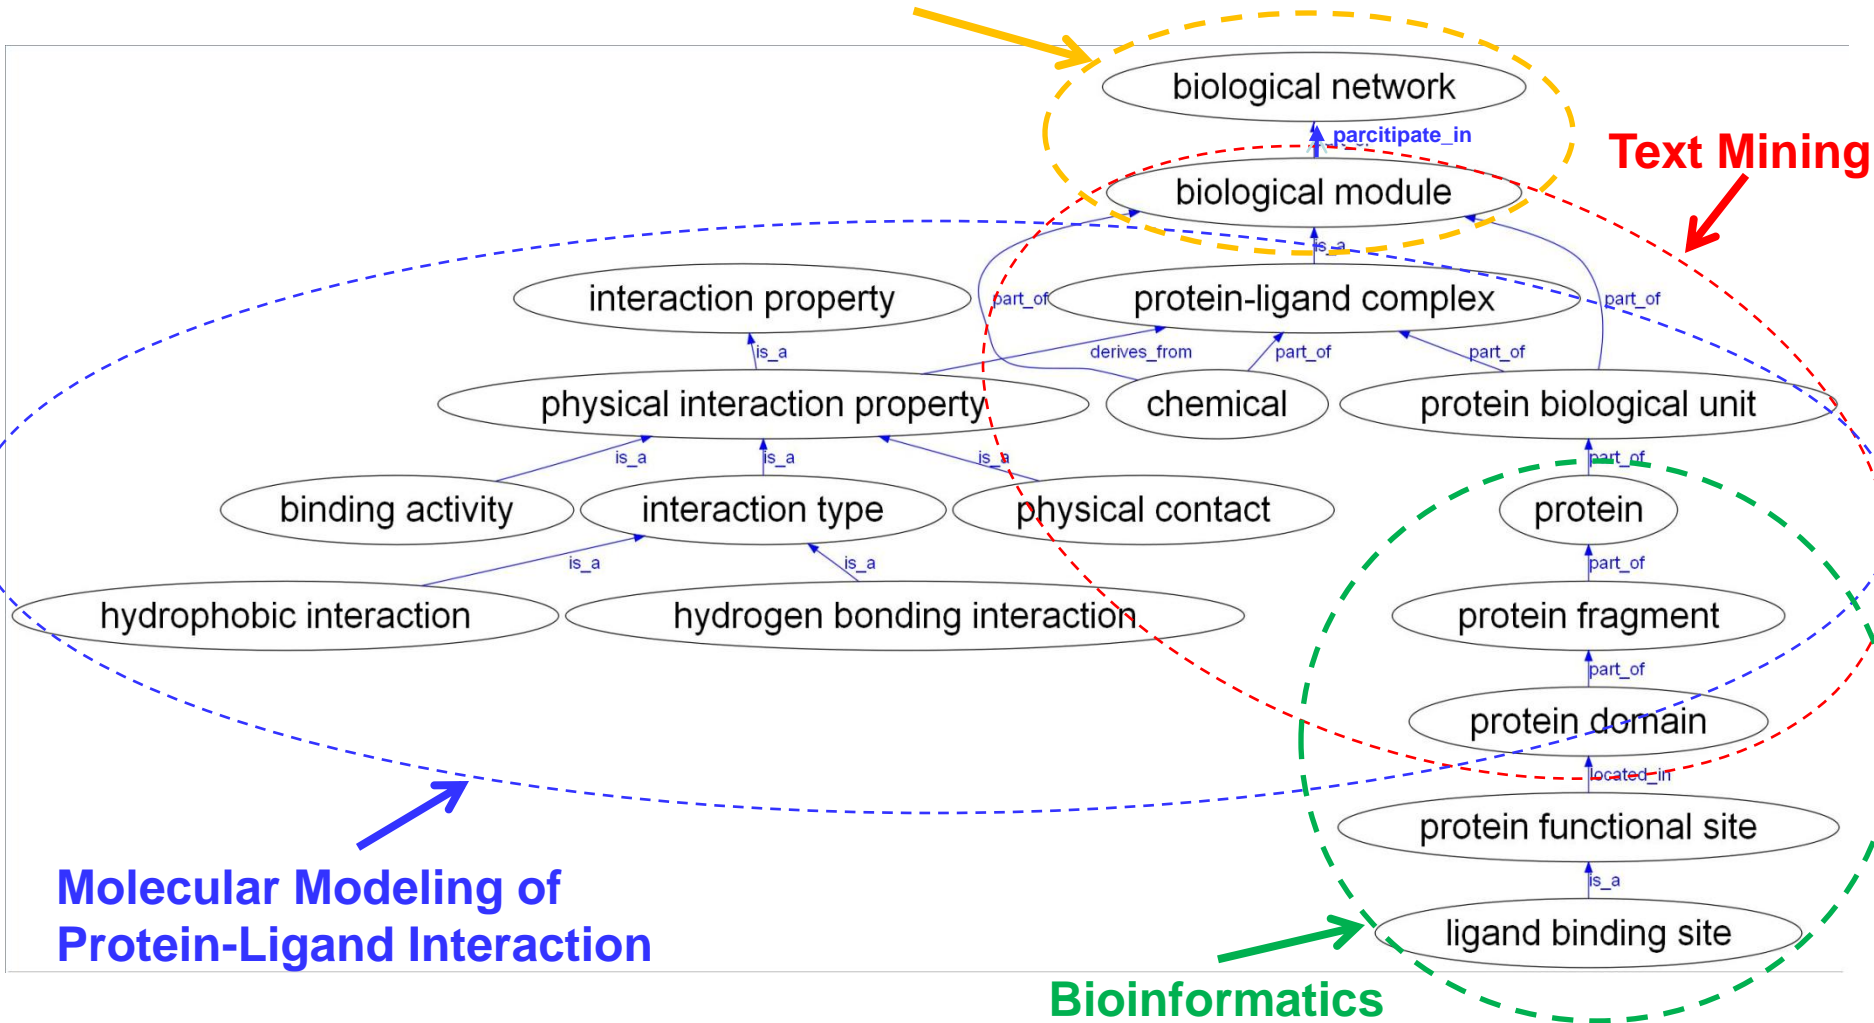 biological network
parcitipate_in
Text Mining
biological module
is_a
interaction property
part_of
protein-ligand complex
part_of
is_a
derives_from
part_of
part_of
physical interaction property
chemical
protein biological unit
is_a
is_a
is_a
part_of
binding activity
interaction type
physical contact
protein
is_a
is_a
part_of
hydrophobic interaction
hydrogen bonding interaction
protein fragment
part_of
protein domain
located_in
protein functional site
is_a
Molecular Modeling of
Protein-Ligand Interaction
ligand binding site
Bioinformatics